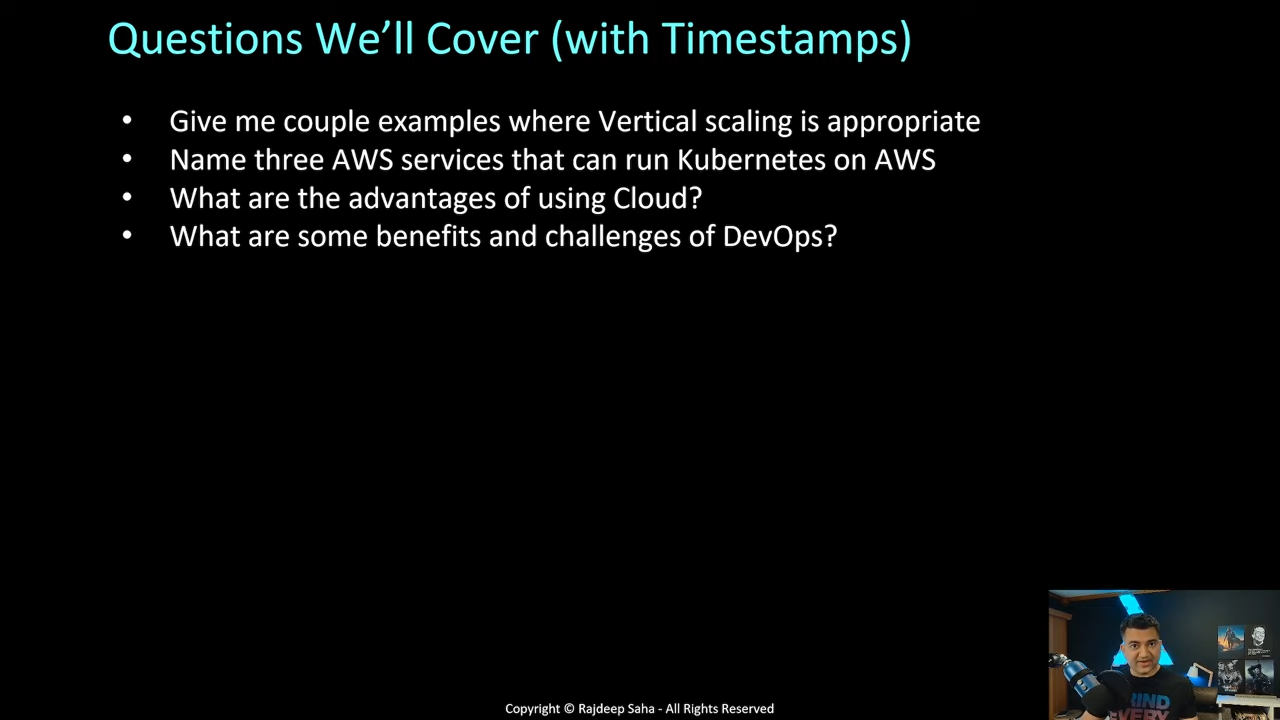 Questions We’ll Cover (with Timestamps)
• Give me couple examples where Vertical scaling is appropriate
• Name three AWS services that can run Kubernetes on AWS
• What are the advantages of using Cloud?
• What are some benefits and challenges of DevOps?
EVERY
Copyright © Rajdeep Saha - All Rights Reserved